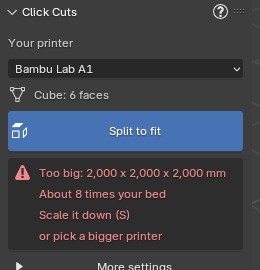 Click Cuts
Your printer
Bambu Lab A1
Cube: 6 faces
Split to fit
Too big: 2,000 x 2,000 x 2,000 mm
About 8 times your bed
Scale it down (S)
or pick a bigger printer
More settings